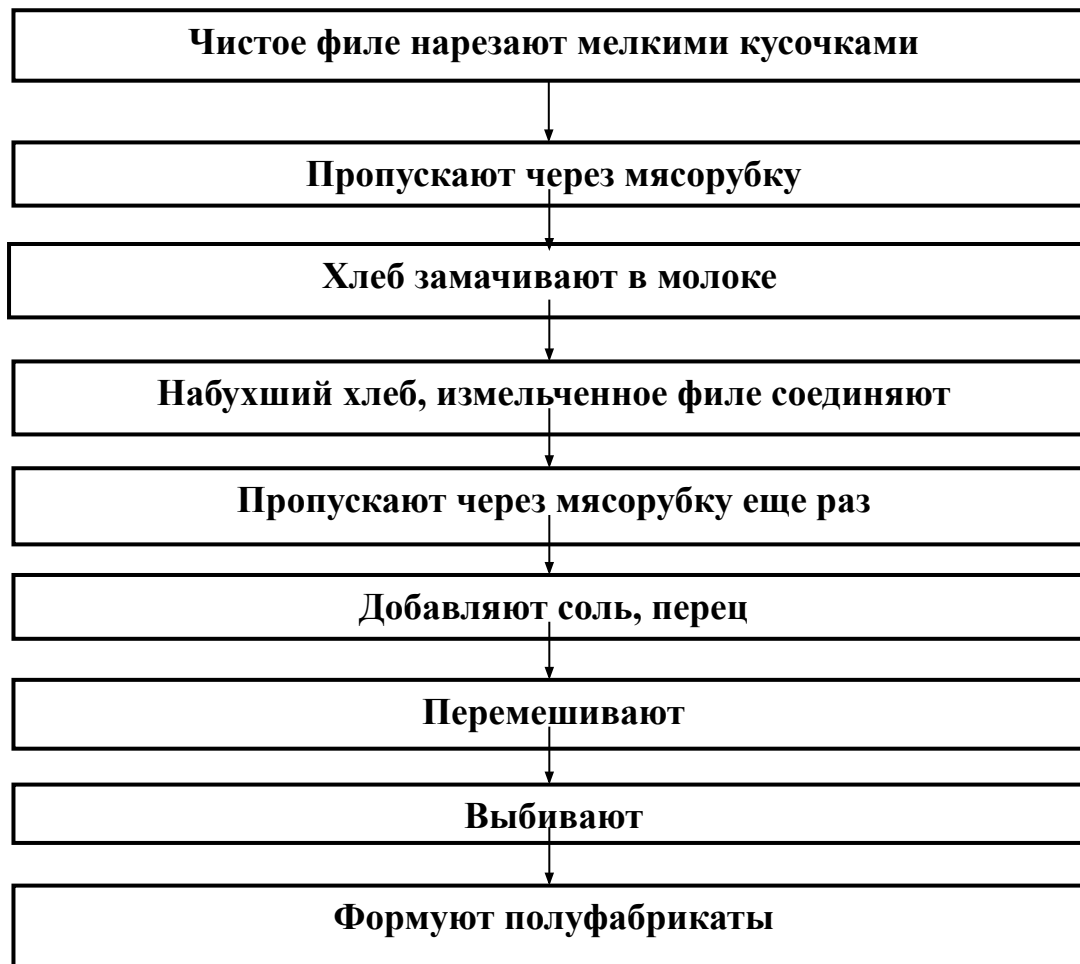 Чистое филе нарезают мелкими кусочками
Пропускают через мясорубку
Хлеб замачивают в молоке
Набухший хлеб, измельченное филе соединяют
Пропускают через мясорубку еще раз
Добавляют соль, перец
Перемешивают
Выбивают
Формуют полуфабрикаты